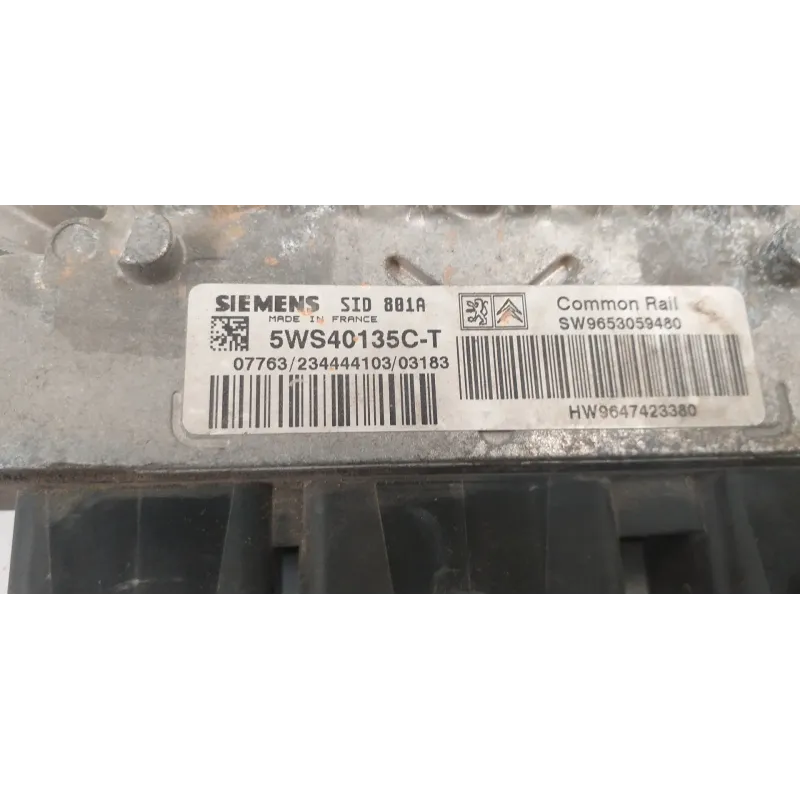 SIEMENS SID 801A
MADE IN FRANCE
5WS40135C-T
07763/234444103/03183
Common Rail
SW9653059480
HW9647423380